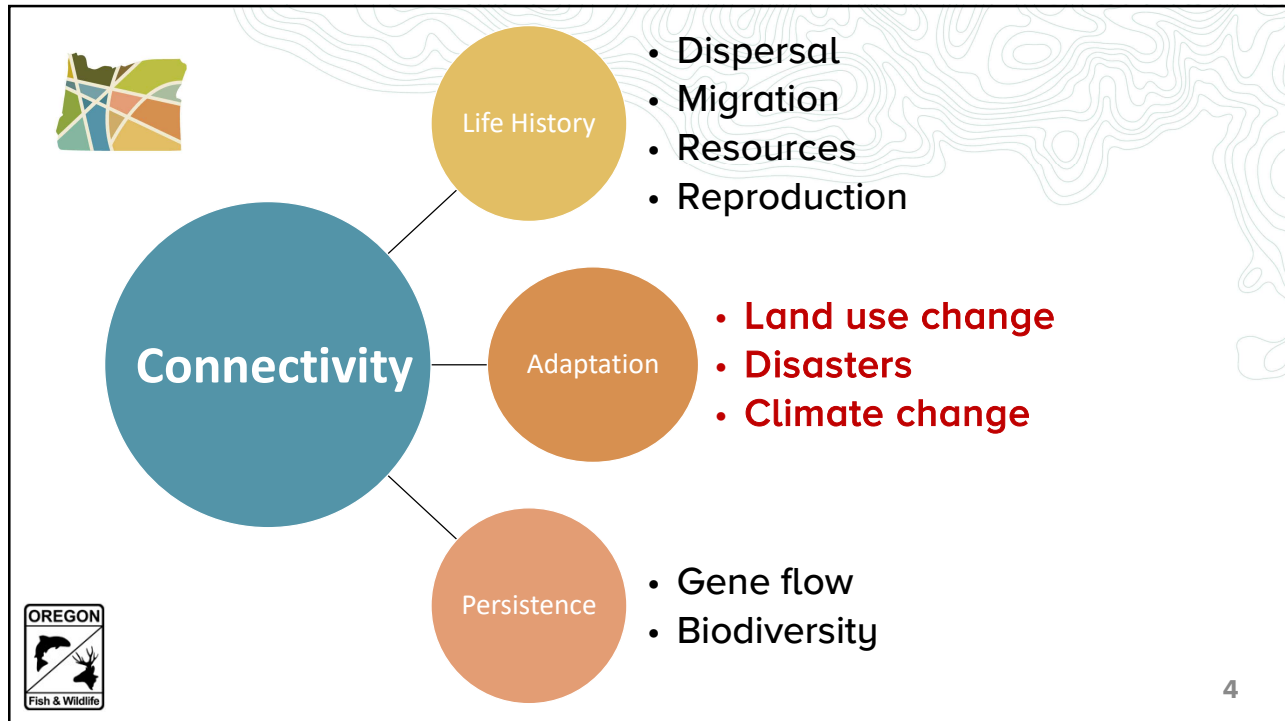 Life History
• Dispersal
• Migration
• Resources
• Reproduction
Connectivity
Adaptation
• Land use change
• Disasters
• Climate change
Persistence
• Gene flow
• Biodiversity
OREGON
Fish & Wildlife
4